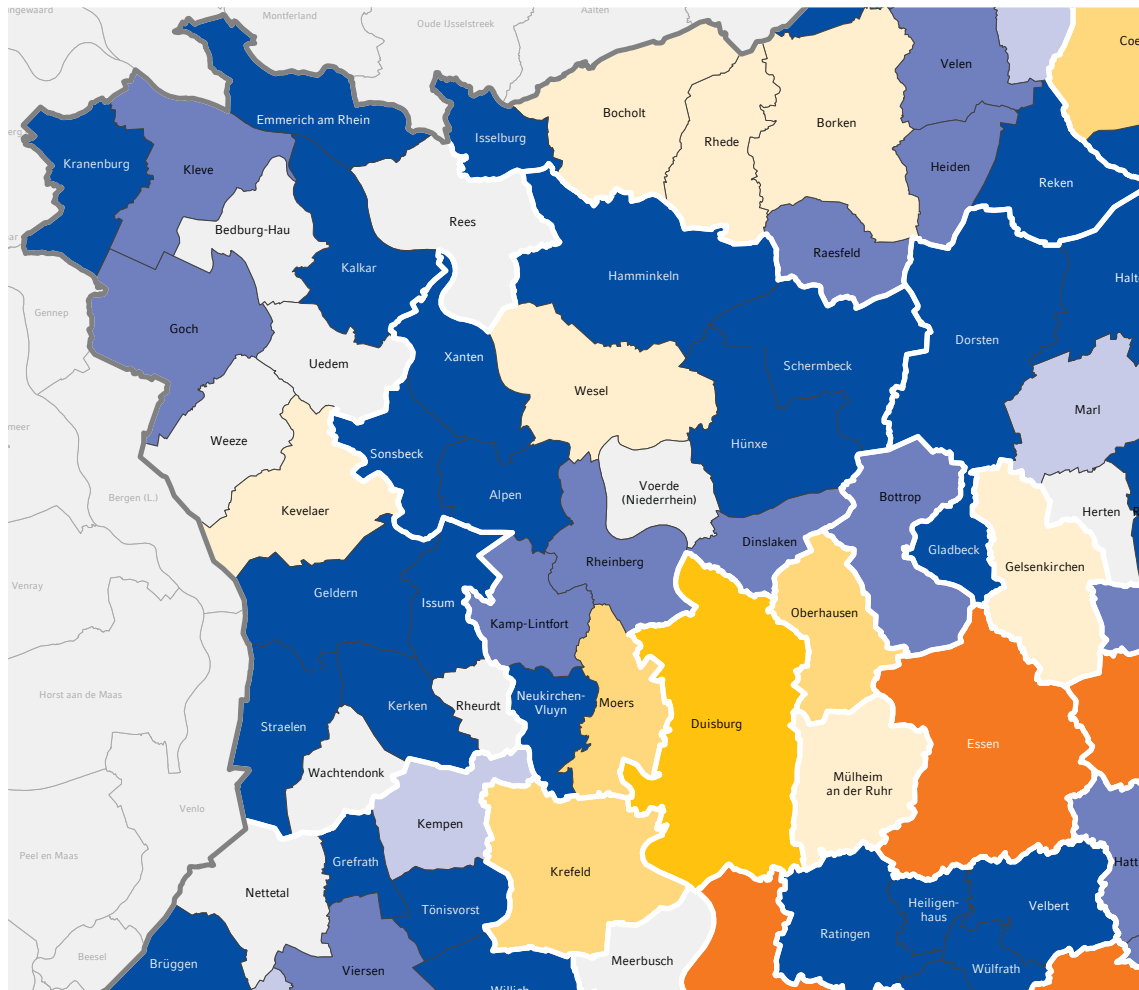 Montferland
Oude IJsselstreek
Aalten
Coe
Velen
Bocholt
Emmerich am Rhein
Borken
Isselburg
Rhede
Kranenburg
Kleve
Heiden
Reken
Rees
Bedburg-Hau
Raesfeld
Kalkar
Hamminkeln
Halt
Gennep
Goch
Dorsten
Xanten
Uedem
Schermbeck
Wesel
Marl
Weeze
Hünxe
Sonsbeck
Voerde
(Niederrhein)
Alpen
Bottrop
Bergen (L.)
Kevelaer
Herten
Dinslaken
Gladbeck
Rheinberg
Gelsenkirchen
Venray
Geldern
Issum
Oberhausen
Kamp-Lintfort
Horst aan de Maas
Neukirchen-
Vluyn
Moers
Kerken
Rheurdt
Straelen
Duisburg
Essen
Wachtendonk
Mülheim
an der Ruhr
Venlo
Kempen
Peel en Maas
Grefrath
Hatt
Krefeld
Nettetal
Heiligen-
haus
Velbert
Tönisvorst
Ratingen
Beesel
Brüggen
Viersen
Meerbusch
Wülfrath